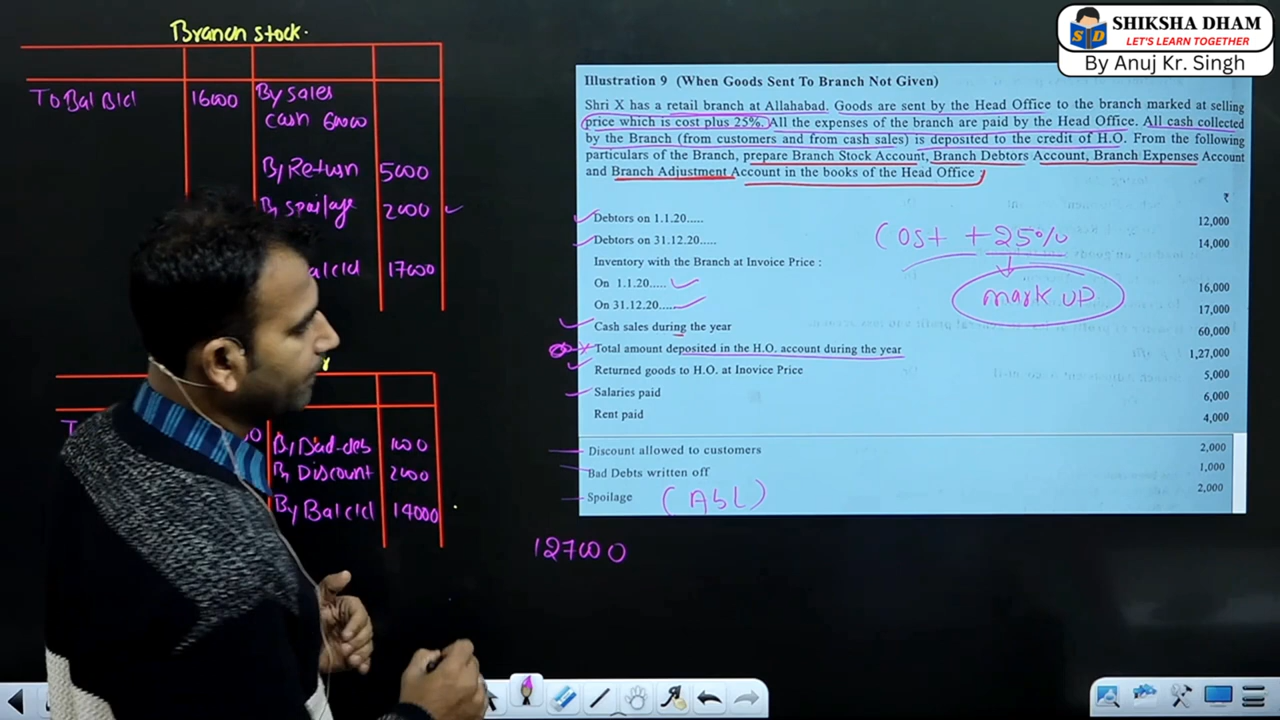 SHIKSHA DHAM
LET'S LEARN TOGETHER
By Anuj Kr. Singh
SD
Branch stock.
To Bal B/d 16000 By sales
cash 60000
By Return 5000
By spoilage 2000
Bal c/d 17000
By Bad-deb 1000
By Discount 2000
By Bal c/d 14000
Illustration 9 (When Goods Sent To Branch Not Given)
Shri X has a retail branch at Allahabad. Goods are sent by the Head Office to the branch marked at selling
price which is cost plus 25%. All the expenses of the branch are paid by the Head Office. All cash collected
by the Branch (from customers and from cash sales) is deposited to the credit of H.O. From the following
particulars of the Branch, prepare Branch Stock Account, Branch Debtors Account, Branch Expenses Account
and Branch Adjustment Account in the books of the Head Office
₹
Debtors on 1.1.20..... 12,000
Debtors on 31.12.20..... 14,000
Inventory with the Branch at Invoice Price :
On 1.1.20..... 16,000
On 31.12.20..... 17,000
Cash sales during the year 60,000
Total amount deposited in the H.O. account during the year 1,27,000
Returned goods to H.O. at Inovice Price 5,000
Salaries paid 6,000
Rent paid 4,000
Discount allowed to customers 2,000
Bad Debts written off 1,000
Spoilage (AbL) 2,000
Cost +25%
mark up
127000